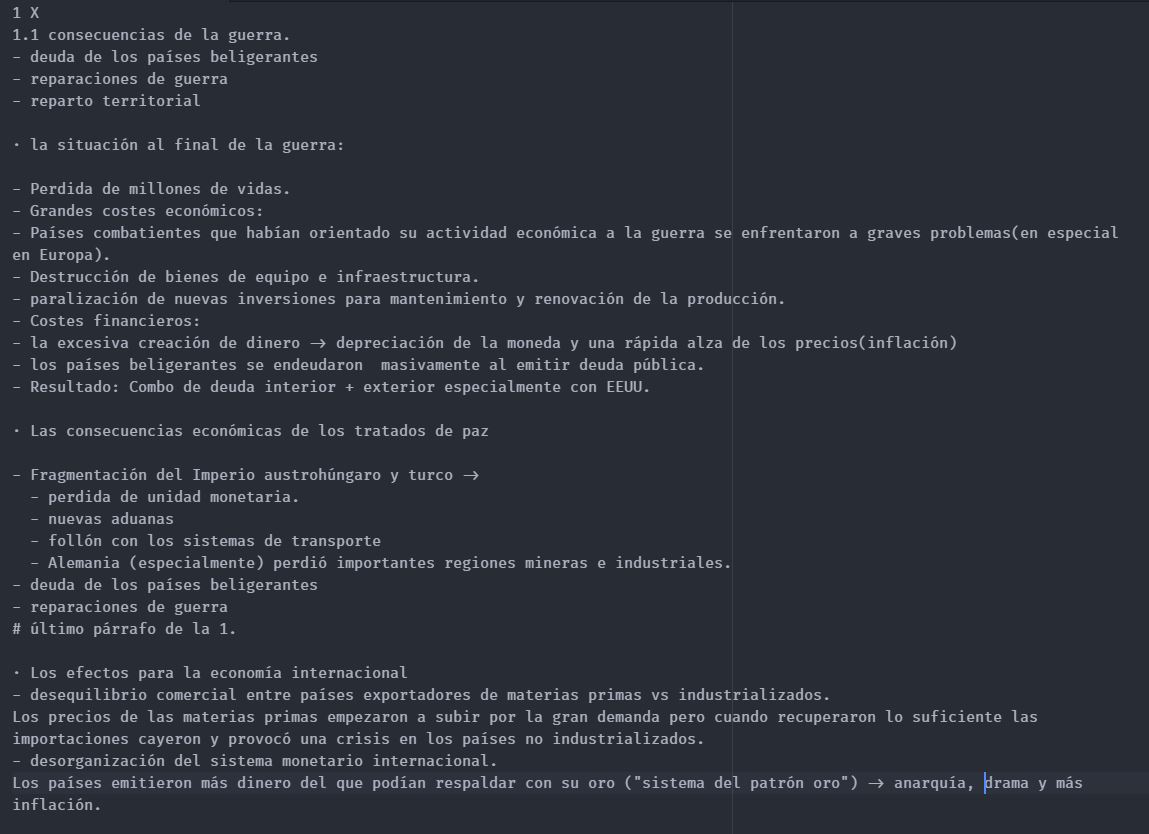 1 X
1.1 consecuencias de la guerra.
- deuda de los países beligerantes
- reparaciones de guerra
- reparto territorial
· la situación al final de la guerra:
- Perdida de millones de vidas.
- Grandes costes económicos:
- Países combatientes que habían orientado su actividad económica a la guerra se enfrentaron a graves problemas(en especial
en Europa).
- Destrucción de bienes de equipo e infraestructura.
- paralización de nuevas inversiones para mantenimiento y renovación de la producción.
- Costes financieros:
- la excesiva creación de dinero → depreciación de la moneda y una rápida alza de los precios(inflación)
- los países beligerantes se endeudaron  masivamente al emitir deuda pública.
- Resultado: Combo de deuda interior + exterior especialmente con EEUU.
· Las consecuencias económicas de los tratados de paz
- Fragmentación del Imperio austrohúngaro y turco →
  - perdida de unidad monetaria.
  - nuevas aduanas
  - follón con los sistemas de transporte
  - Alemania (especialmente) perdió importantes regiones mineras e industriales.
- deuda de los países beligerantes
- reparaciones de guerra
# último párrafo de la 1.
· Los efectos para la economía internacional
- desequilibrio comercial entre países exportadores de materias primas vs industrializados.
Los precios de las materias primas empezaron a subir por la gran demanda pero cuando recuperaron lo suficiente las
importaciones cayeron y provocó una crisis en los países no industrializados.
- desorganización del sistema monetario internacional.
Los países emitieron más dinero del que podían respaldar con su oro ("sistema del patrón oro") → anarquía, drama y más
inflación.